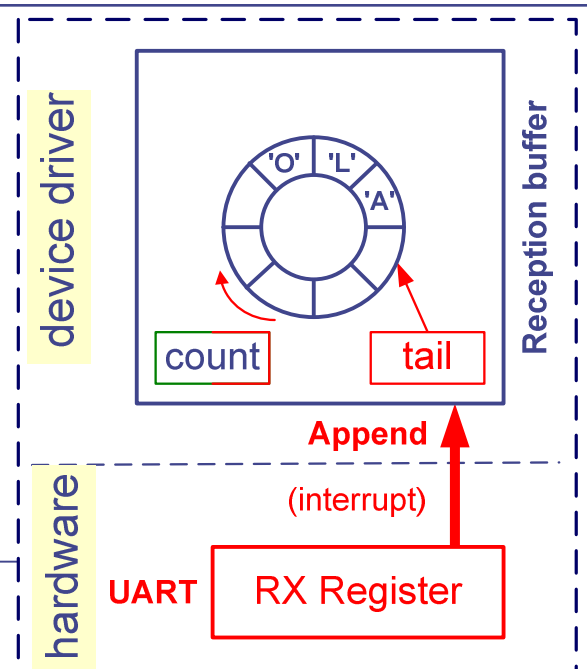 device driver
Reception buffer
'O'
'L'
'A'
count
tail
Append
(interrupt)
hardware
UART
RX Register